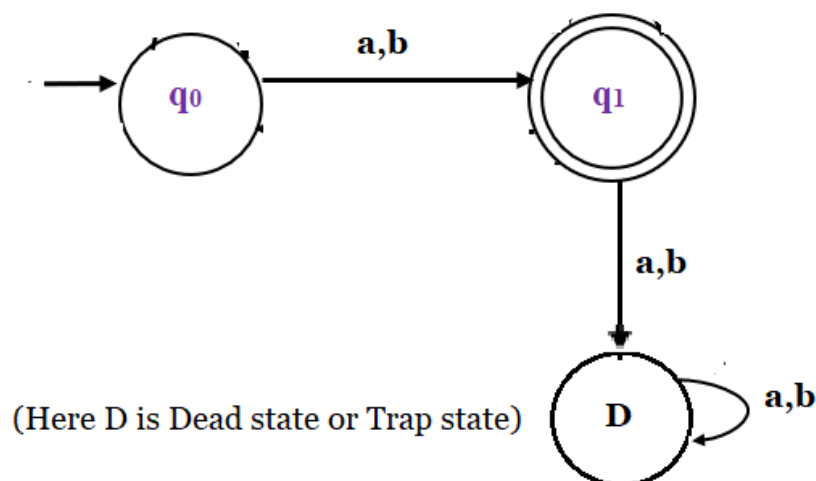 a,b
q0
q1
a,b
(Here D is Dead state or Trap state)
D
a,b